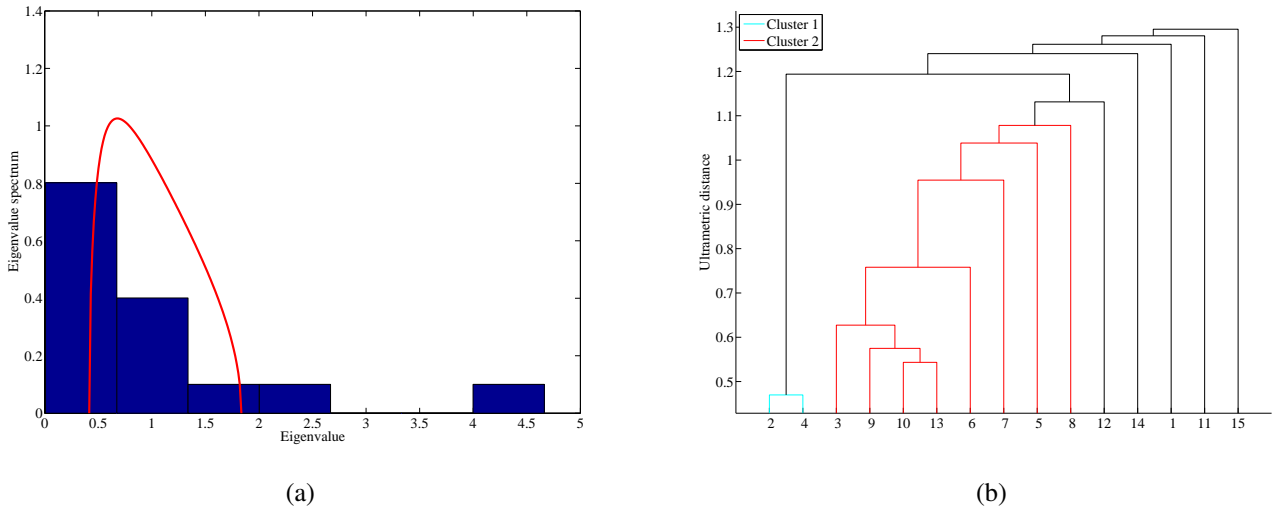 1.4
1.2
1
0.8
0.6
0.4
0.2
0
Eigenvalue spectrum
0 0.5 1 1.5 2 2.5 3 3.5 4 4.5 5
Eigenvalue
(a)
Cluster 1
Cluster 2
1.3
1.2
1.1
1
0.9
0.8
0.7
0.6
0.5
Ultrametric distance
2 4 3 9 10 13 6 7 5 8 12 14 1 11 15
(b)